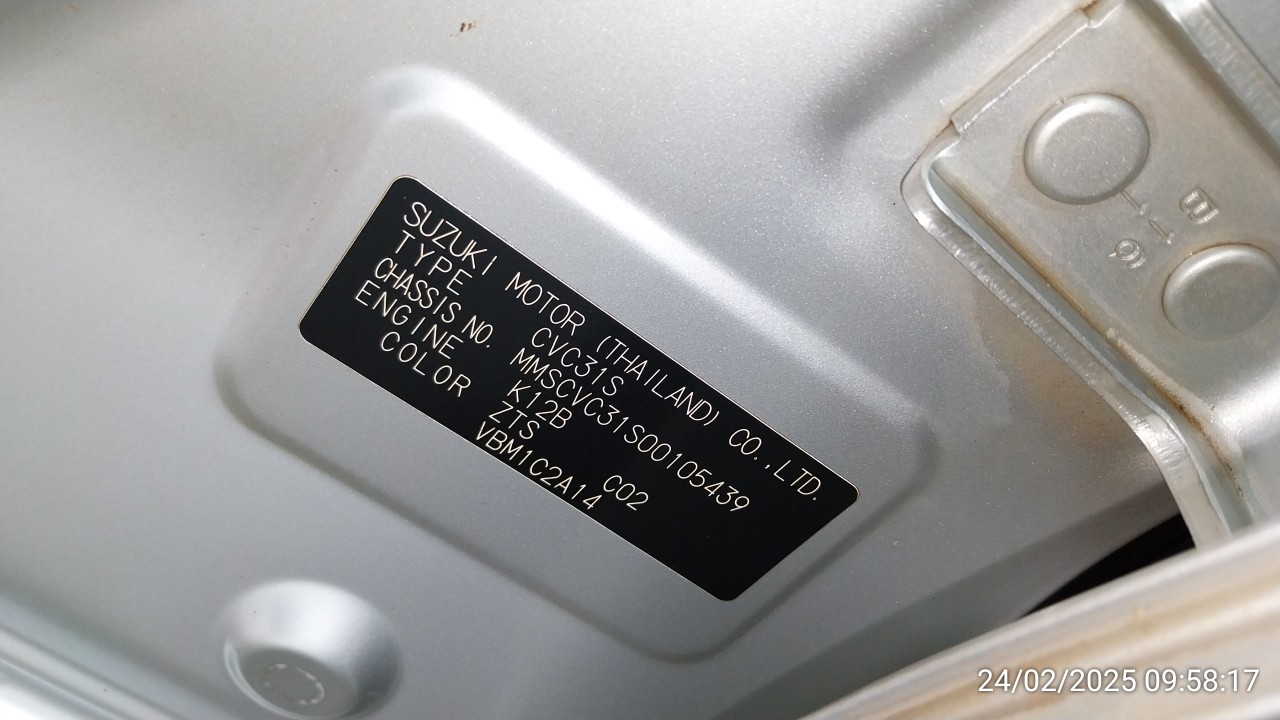 SUZUKI MOTOR (THAILAND) CO.,LTD.
TYPE CVC31S
CHASSIS NO. MMSCVC31S00105439
ENGINE K12B
COLOR ZTS C02
VBM1C2A14
24/02/2025 09:58:17